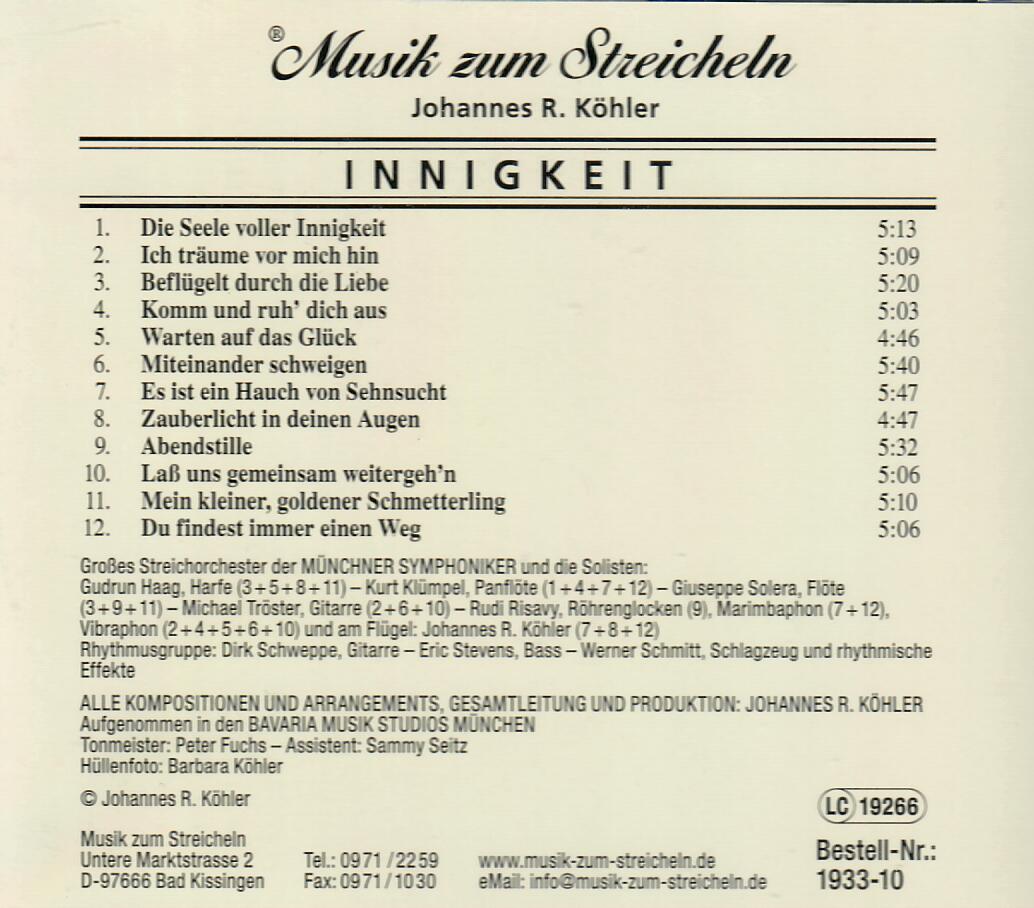 ® Musik zum Streicheln
Johannes R. Köhler
INNIGKEIT
1. Die Seele voller Innigkeit 5:13
2. Ich träume vor mich hin 5:09
3. Beflügelt durch die Liebe 5:20
4. Komm und ruh' dich aus 5:03
5. Warten auf das Glück 4:46
6. Miteinander schweigen 5:40
7. Es ist ein Hauch von Sehnsucht 5:47
8. Zauberlicht in deinen Augen 4:47
9. Abendstille 5:32
10. Laß uns gemeinsam weitergeh'n 5:06
11. Mein kleiner, goldener Schmetterling 5:10
12. Du findest immer einen Weg 5:06
Großes Streichorchester der MÜNCHNER SYMPHONIKER und die Solisten:
Gudrun Haag, Harfe (3+5+8+11) – Kurt Klümpel, Panflöte (1+4+7+12) – Giuseppe Solera, Flöte
(3+9+11) – Michael Tröster, Gitarre (2+6+10) – Rudi Risavy, Röhrenglocken (9), Marimbaphon (7+12),
Vibraphon (2+4+5+6+10) und am Flügel: Johannes R. Köhler (7+8+12)
Rhythmusgruppe: Dirk Schweppe, Gitarre – Eric Stevens, Bass – Werner Schmitt, Schlagzeug und rhythmische
Effekte
ALLE KOMPOSITIONEN UND ARRANGEMENTS, GESAMTLEITUNG UND PRODUKTION: JOHANNES R. KÖHLER
Aufgenommen in den BAVARIA MUSIK STUDIOS MÜNCHEN
Tonmeister: Peter Fuchs – Assistent: Sammy Seitz
Hüllenfoto: Barbara Köhler
© Johannes R. Köhler
LC 19266
Musik zum Streicheln
Untere Marktstrasse 2 Tel.: 0971/2259 www.musik-zum-streicheln.de
D-97666 Bad Kissingen Fax: 0971/1030 eMail: info@musik-zum-streicheln.de
Bestell-Nr.:
1933-10